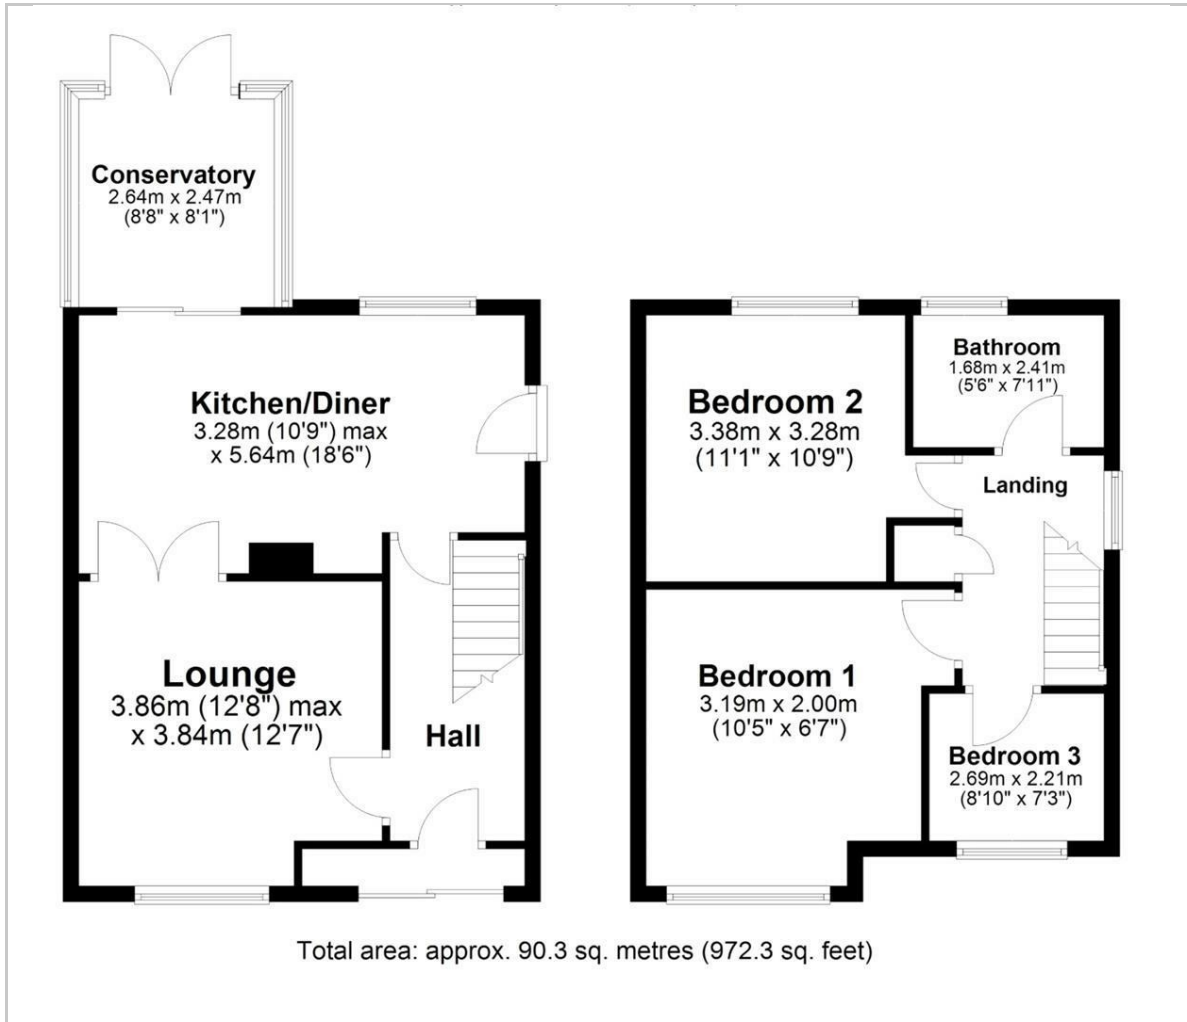 Conservatory
2.64m x 2.47m
(8'8" x 8'1")
Kitchen/Diner
3.28m (10'9") max
x 5.64m (18'6")
Lounge
3.86m (12'8") max
x 3.84m (12'7")
Hall
Bedroom 2
3.38m x 3.28m
(11'1" x 10'9")
Bathroom
1.68m x 2.41m
(5'6" x 7'11")
Landing
Bedroom 1
3.19m x 2.00m
(10'5" x 6'7")
Bedroom 3
2.69m x 2.21m
(8'10" x 7'3")
Total area: approx. 90.3 sq. metres (972.3 sq. feet)